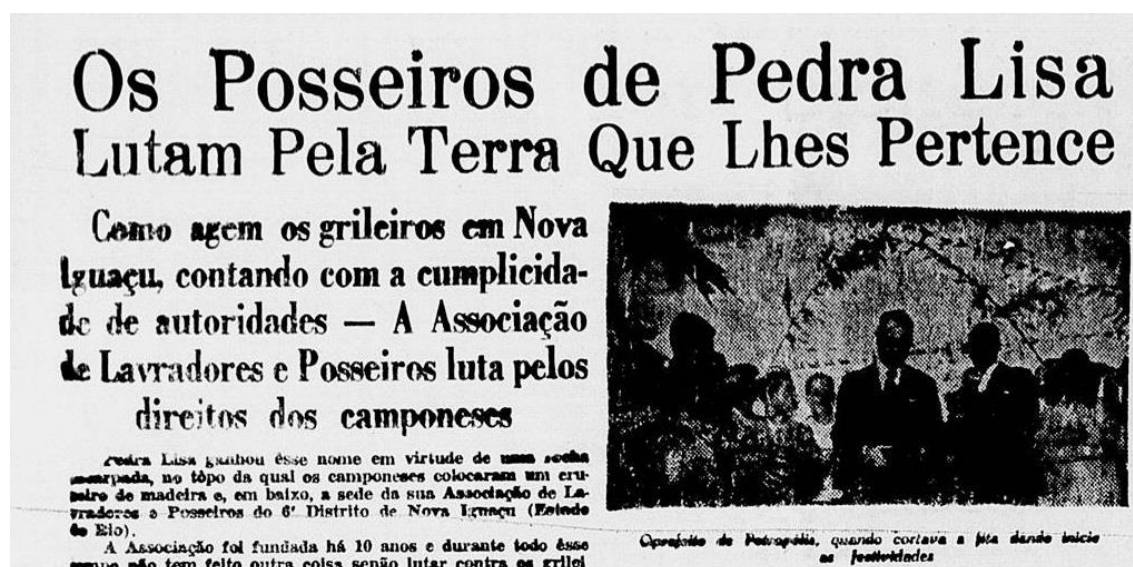 Os Posseiros de Pedra Lisa
Lutam Pela Terra Que Lhes Pertence
Como agem os grileiros em Nova
Iguaçu, contando com a cumplicida-
de de autoridades — A Associação
de Lavradores e Posseiros luta pelos
direitos dos camponeses
Pedra Lisa ganhou êsse nome em virtude de uma rocha
escarpada, no tôpo da qual os camponeses colocaram um cru-
zeiro de madeira e, em baixo, a sede da sua Associação de La-
vradores e Posseiros do 6º Distrito de Nova Iguaçu (Estado
do Rio).
A Associação foi fundada há 10 anos e durante todo êsse
tempo não tem feito outra coisa senão lutar contra os grilei
O prefeito de Petropólis, quando cortava a fita dando inicio
as festividades